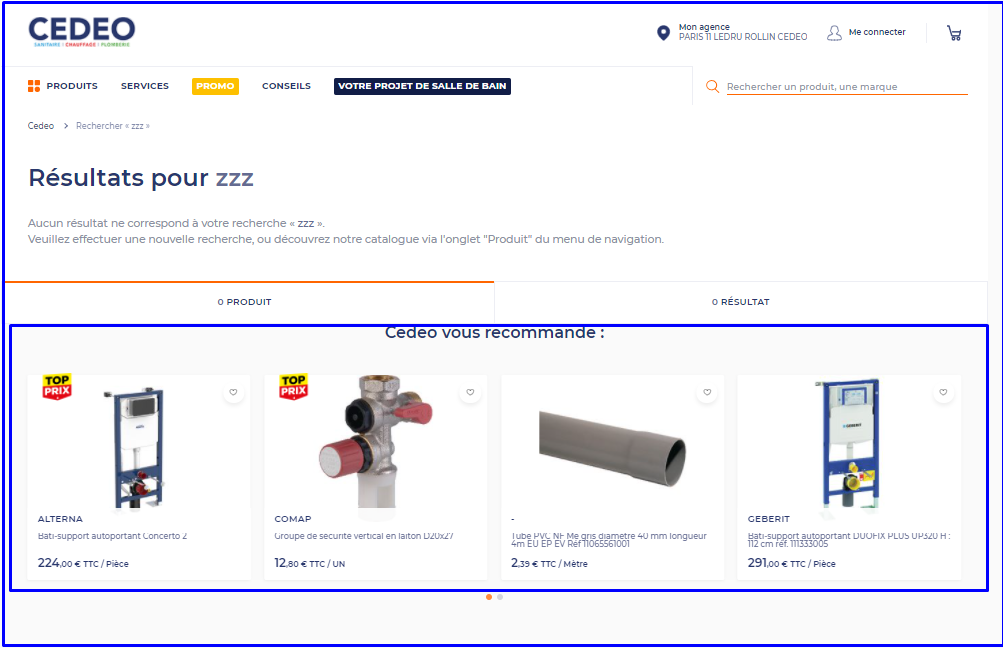 CEDEO
SANITAIRE | CHAUFFAGE | PLOMBERIE
Mon agence
PARIS 11 LEDRU ROLLIN CEDEO
Me connecter
PRODUITS SERVICES PROMO CONSEILS VOTRE PROJET DE SALLE DE BAIN
Rechercher un produit, une marque
Cedeo > Rechercher « zzz »
Résultats pour zzz
Aucun résultat ne correspond à votre recherche « zzz ».
Veuillez effectuer une nouvelle recherche, ou découvrez notre catalogue via l'onglet "Produit" du menu de navigation.
0 PRODUIT
0 RÉSULTAT
Cedeo vous recommande :
TOP
PRIX
ALTERNA
Bati-support autoportant Concerto 2
224,00 € TTC / Pièce
TOP
PRIX
COMAP
Groupe de sécurité vertical en laiton D20x27
12,80 € TTC / UN
-
Tube PVC NF Me gris diamètre 40 mm longueur
4m EU EP EV Réf 11065561001
2,39 € TTC / Mètre
GEBERIT
GEBERIT
Bâti-support autoportant DUOFIX PLUS UP320 H :
112 cm réf. 111333005
291,00 € TTC / Pièce